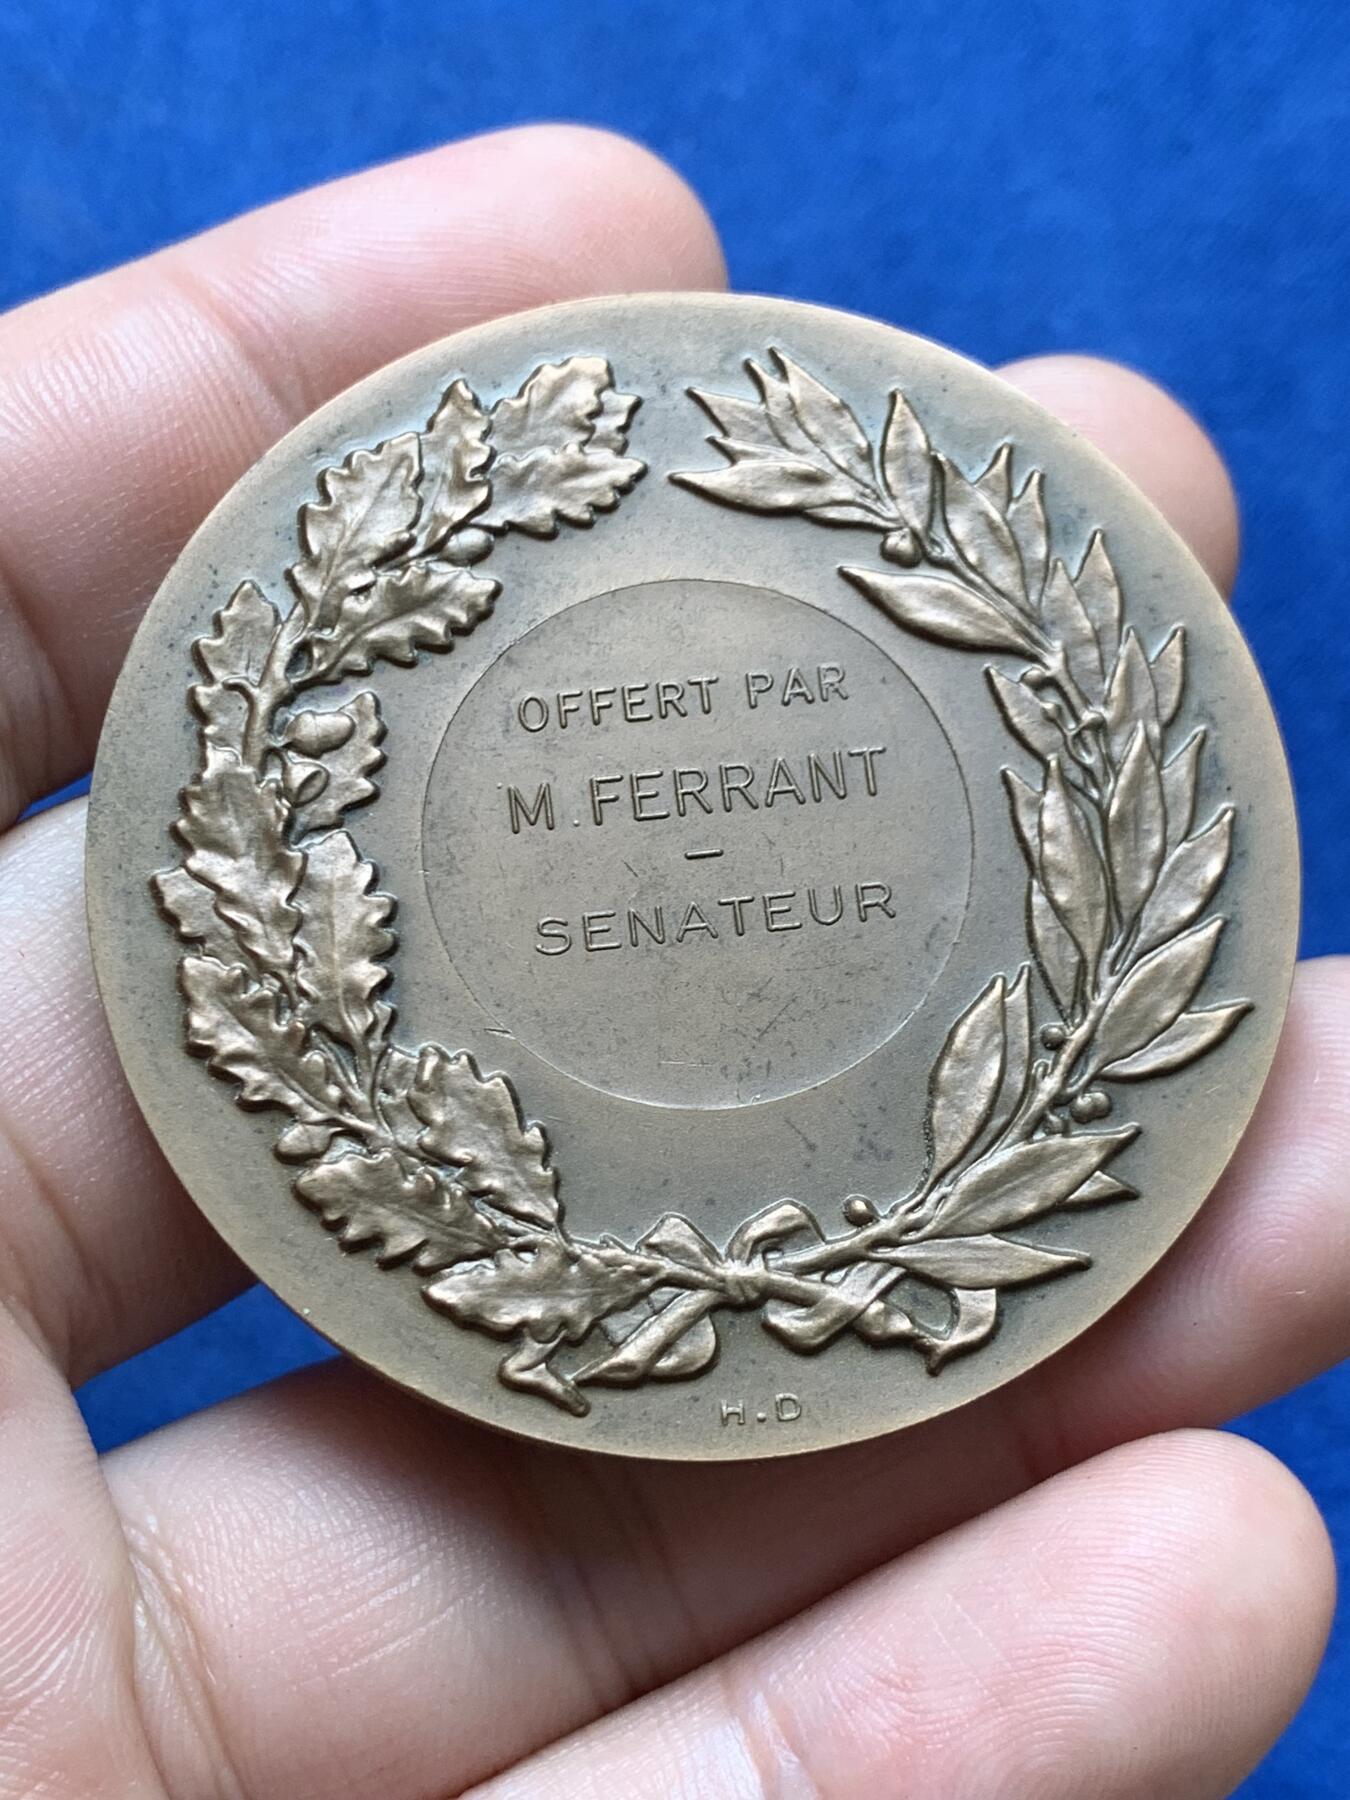 OFFERT PAR
M. FERRANT
-
SENATEUR
H.D